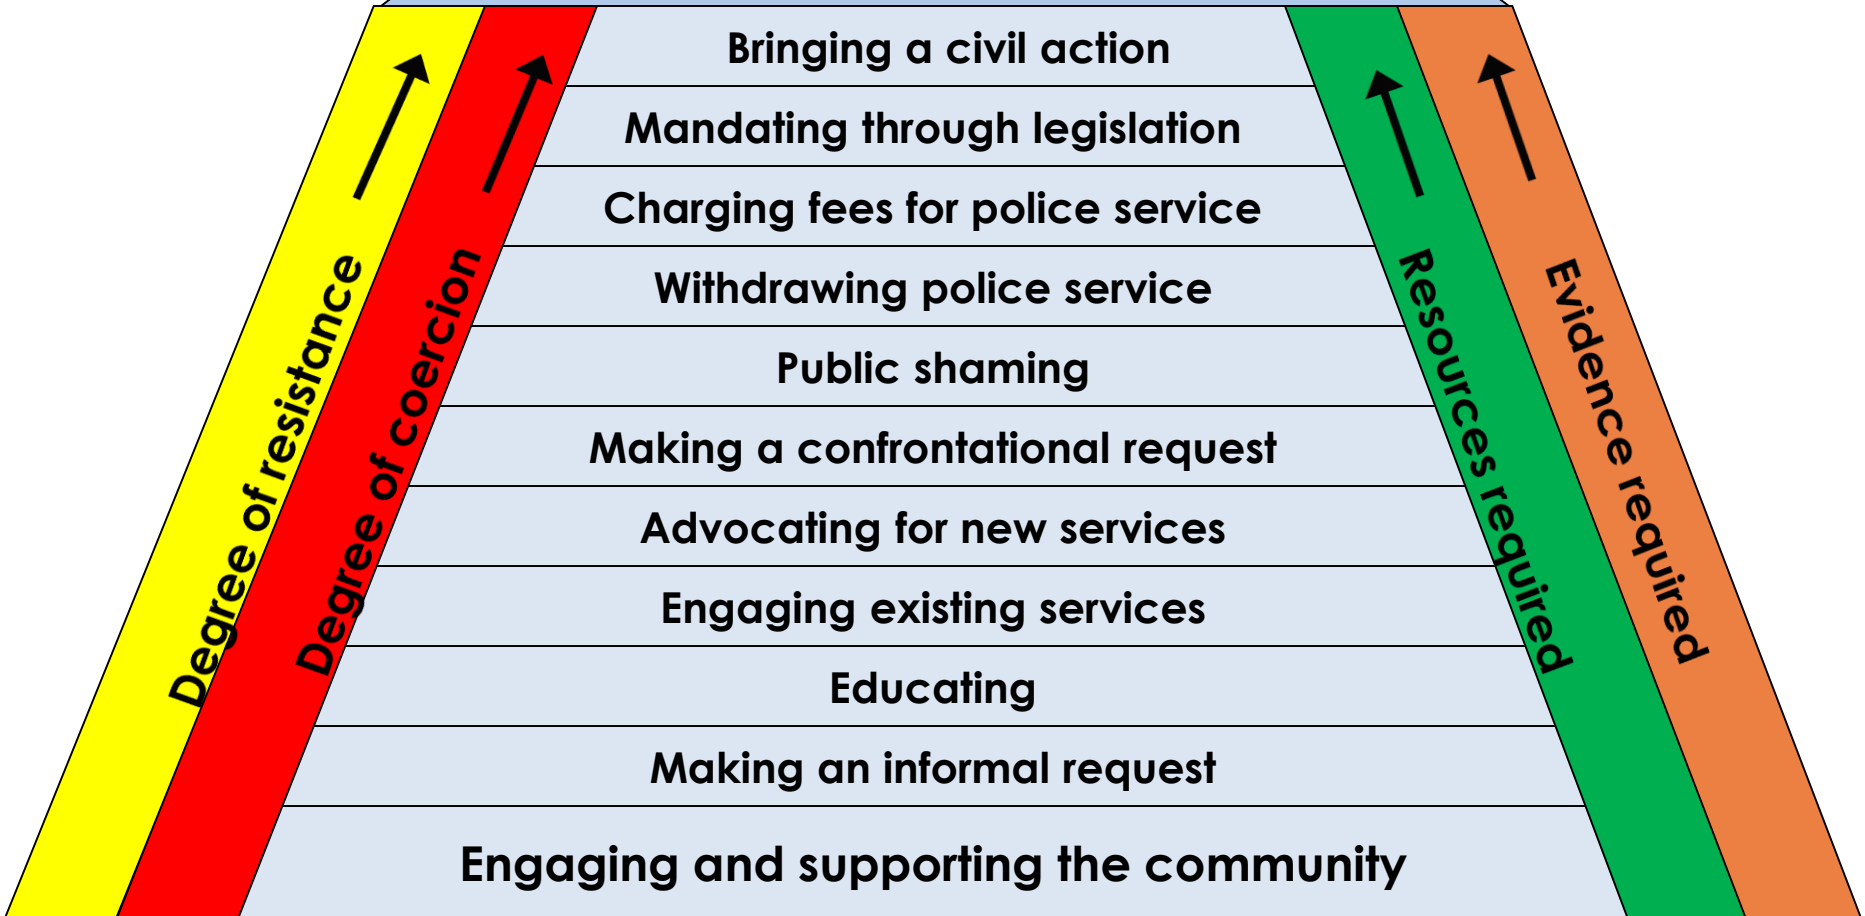 Bringing a civil action
Mandating through legislation
Charging fees for police service
Withdrawing police service
Public shaming
Making a confrontational request
Advocating for new services
Engaging existing services
Educating
Making an informal request
Engaging and supporting the community
Degree of resistance
Degree of coercion
Resources required
Evidence required